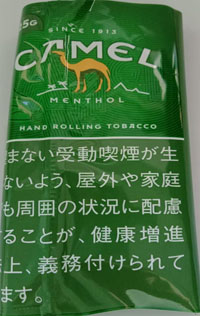 5G
SINCE 1913
CAMEL
MENTHOL
HAND ROLLING TOBACCO
まない受動喫煙が生
ないよう、屋外や家庭
も周囲の状況に配慮
ることが、健康増進
上、義務付けられて
ます。